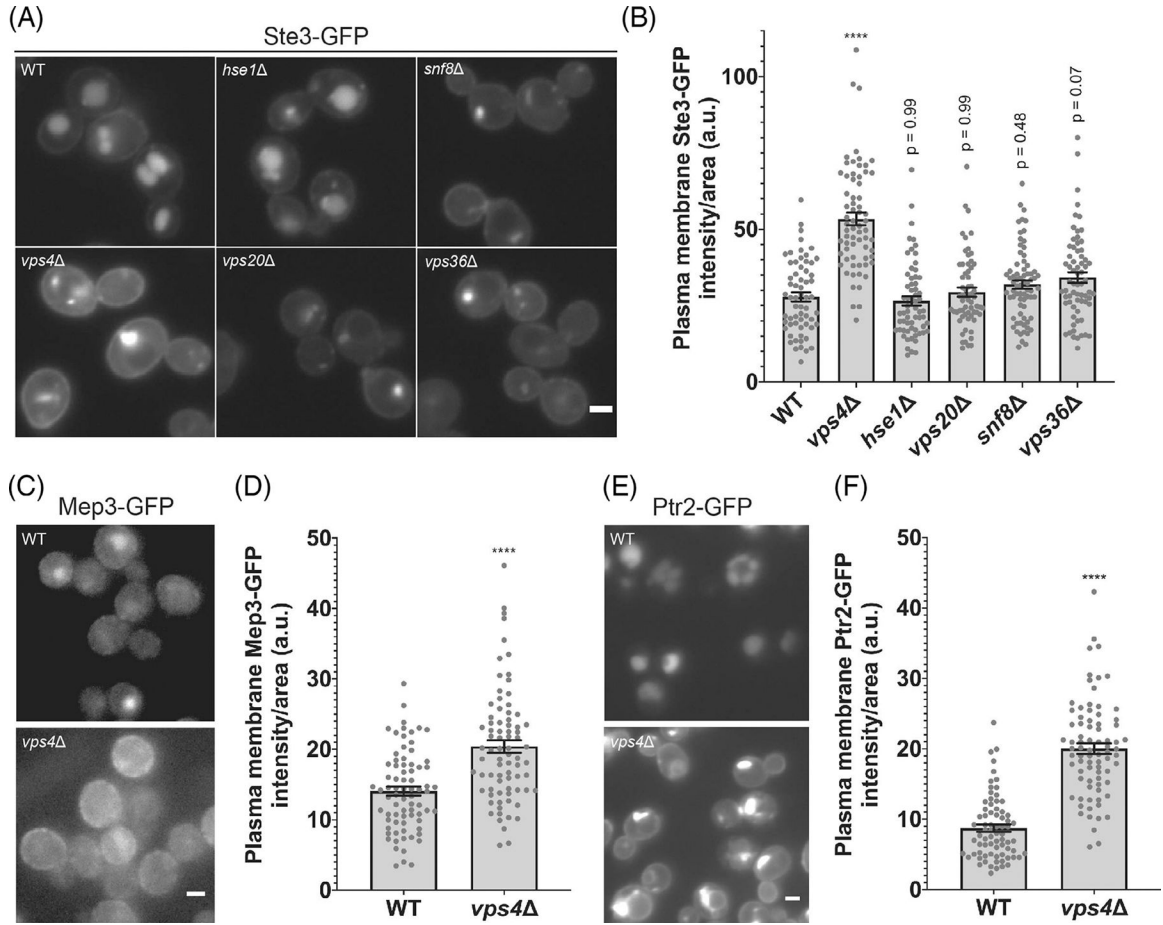 (A)
Ste3-GFP
WT
hse1Δ
snf8Δ
vps4Δ
vps20Δ
vps36Δ
(B)
Plasma membrane Ste3-GFP
intensity/area (a.u.)
100
50
0
****
p = 0.99
p = 0.99
p = 0.48
p = 0.07
WT
vps4Δ
hse1Δ
vps20Δ
snf8Δ
vps36Δ
(C)
Mep3-GFP
WT
vps4Δ
(D)
Plasma membrane Mep3-GFP
intensity/area (a.u.)
50
40
30
20
10
0
****
WT
vps4Δ
(E)
Ptr2-GFP
WT
vps4Δ
(F)
Plasma membrane Ptr2-GFP
intensity/area (a.u.)
50
40
30
20
10
0
****
WT
vps4Δ